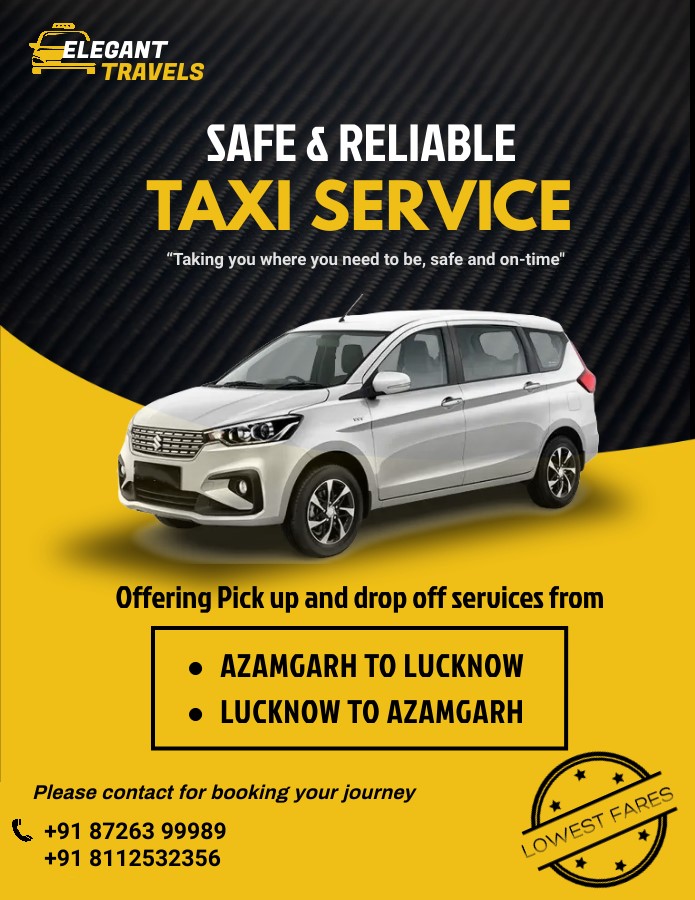 ELEGANT
TRAVELS
SAFE & RELIABLE
TAXI SERVICE
“Taking you where you need to be, safe and on-time"
Offering Pick up and drop off services from
• AZAMGARH TO LUCKNOW
• LUCKNOW TO AZAMGARH
Please contact for booking your journey
+91 87263 99989
+91 8112532356
LOWEST FARES